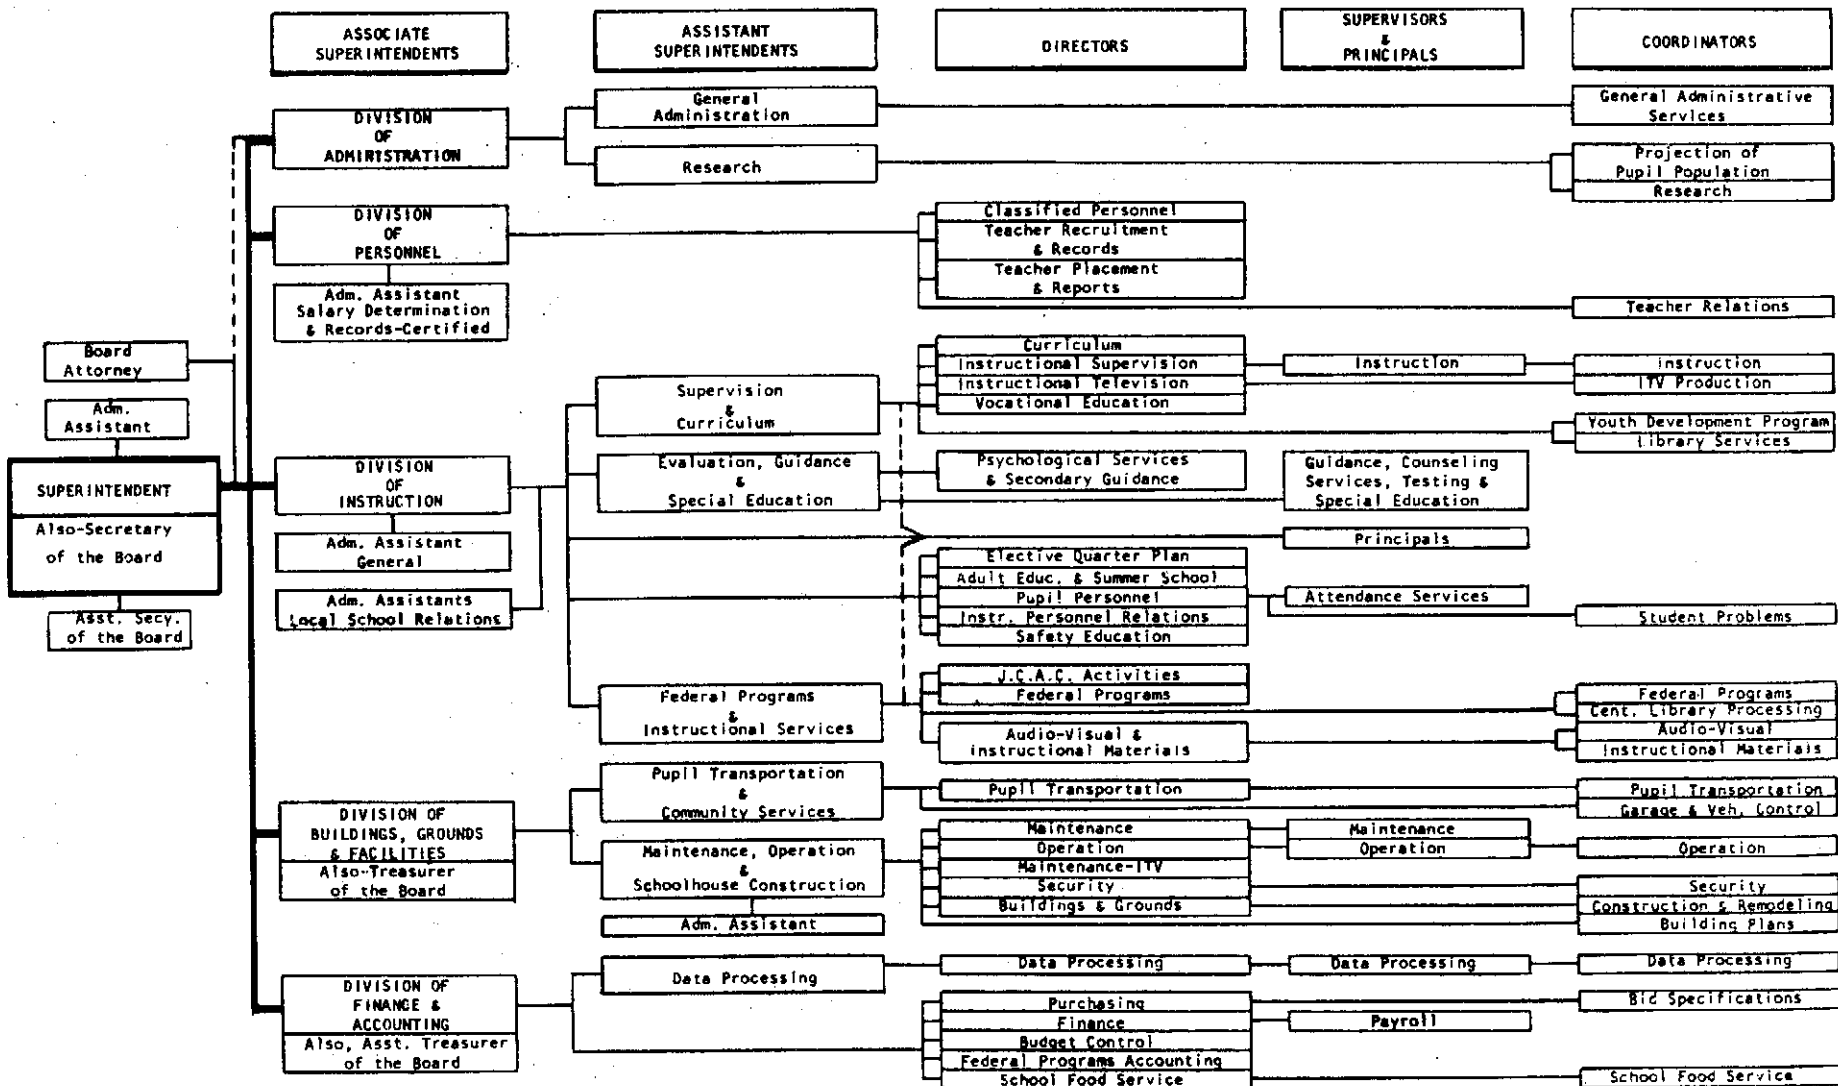 ASSOCIATE
SUPERINTENDENTS
ASSISTANT
SUPERINTENDENTS
DIRECTORS
SUPERVISORS
&
PRINCIPALS
COORDINATORS
DIVISION
OF
ADMINISTRATION
General
Administration
General Administrative
Services
Research
Projection of
Pupil Population
Research
DIVISION
OF
PERSONNEL
Adm. Assistant
Salary Determination
& Records-Certified
Classified Personnel
Teacher Recruitment
& Records
Teacher Placement
& Reports
Teacher Relations
Board
Attorney
Adm.
Assistant
SUPERINTENDENT
Also-Secretary
of the Board
Asst. Secy.
of the Board
DIVISION
OF
INSTRUCTION
Adm. Assistant
General
Adm. Assistants
Local School Relations
Supervision
&
Curriculum
Curriculum
Instructional Supervision
Instructional Television
Vocational Education
Instruction
Instruction
ITV Production
Youth Development Program
Library Services
Evaluation, Guidance
&
Special Education
Psychological Services
& Secondary Guidance
Guidance, Counseling
Services, Testing &
Special Education
Principals
Elective Quarter Plan
Adult Educ. & Summer School
Pupil Personnel
Instr. Personnel Relations
Safety Education
Attendance Services
Student Problems
Federal Programs
&
Instructional Services
J.C.A.C. Activities
Federal Programs
Audio-Visual &
Instructional Materials
Federal Programs
Cent. Library Processing
Audio-Visual
Instructional Materials
DIVISION OF
BUILDINGS, GROUNDS
& FACILITIES
Also-Treasurer
of the Board
Pupil Transportation
&
Community Services
Pupil Transportation
Pupil Transportation
Garage & Veh. Control
Maintenance, Operation
&
Schoolhouse Construction
Adm. Assistant
Maintenance
Operation
Maintenance-ITV
Security
Buildings & Grounds
Maintenance
Operation
Operation
Security
Construction & Remodeling
Building Plans
DIVISION OF
FINANCE &
ACCOUNTING
Also, Asst. Treasurer
of the Board
Data Processing
Data Processing
Data Processing
Data Processing
Purchasing
Finance
Budget Control
Federal Programs Accounting
School Food Service
Payroll
Bid Specifications
School Food Service